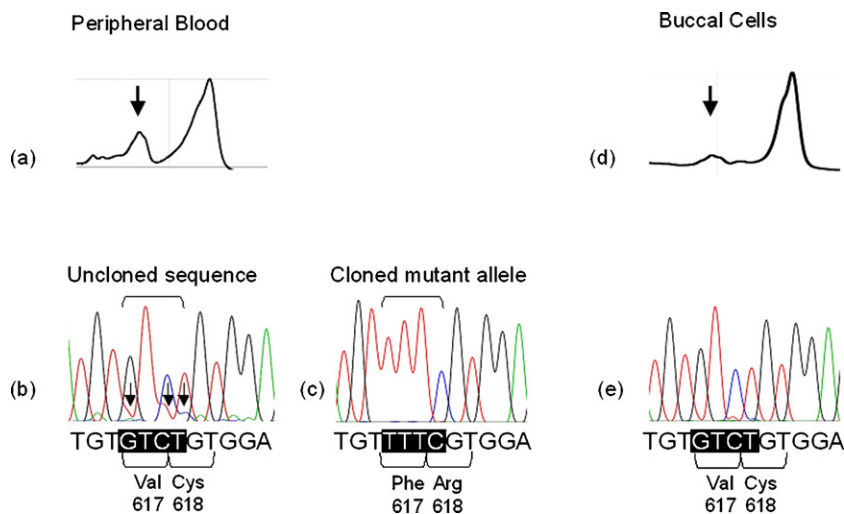 Peripheral Blood
Buccal Cells
(a)
(d)
Uncloned sequence
Cloned mutant allele
(b)
(c)
(e)
TGTGTCTGTGGA
TGTTTTCGTGGA
TGTGTCTGTGGA
Val Cys
617 618
Phe Arg
617 618
Val Cys
617 618